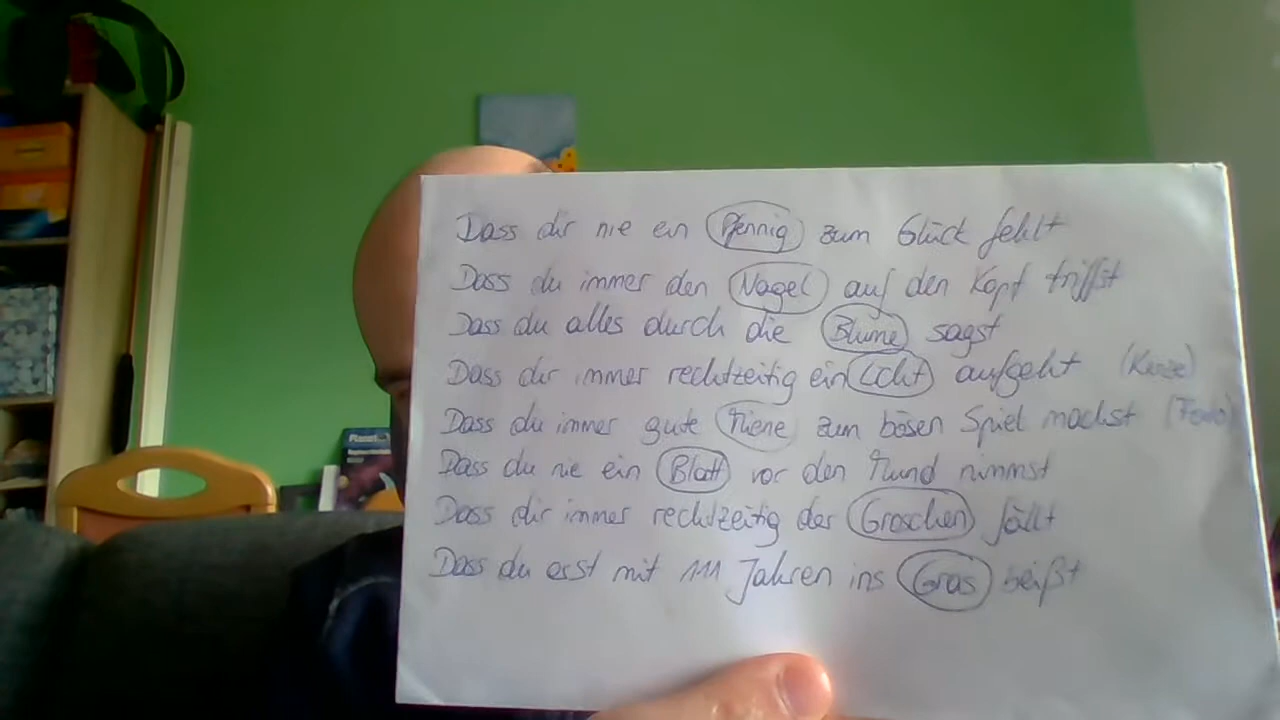 Dass dir nie ein Pfennig zum Glück fehlt
Dass du immer den Nagel auf den Kopf triffst
Dass du alles durch die Blume sagst
Dass dir immer rechtzeitig ein Licht aufgeht (Kerze)
Dass du immer gute Miene zum bösen Spiel machst (Foto)
Dass du nie ein Blatt vor den Mund nimmst
Dass dir immer rechtzeitig der Groschen fällt
Dass du erst mit 111 Jahren ins Gras beißt